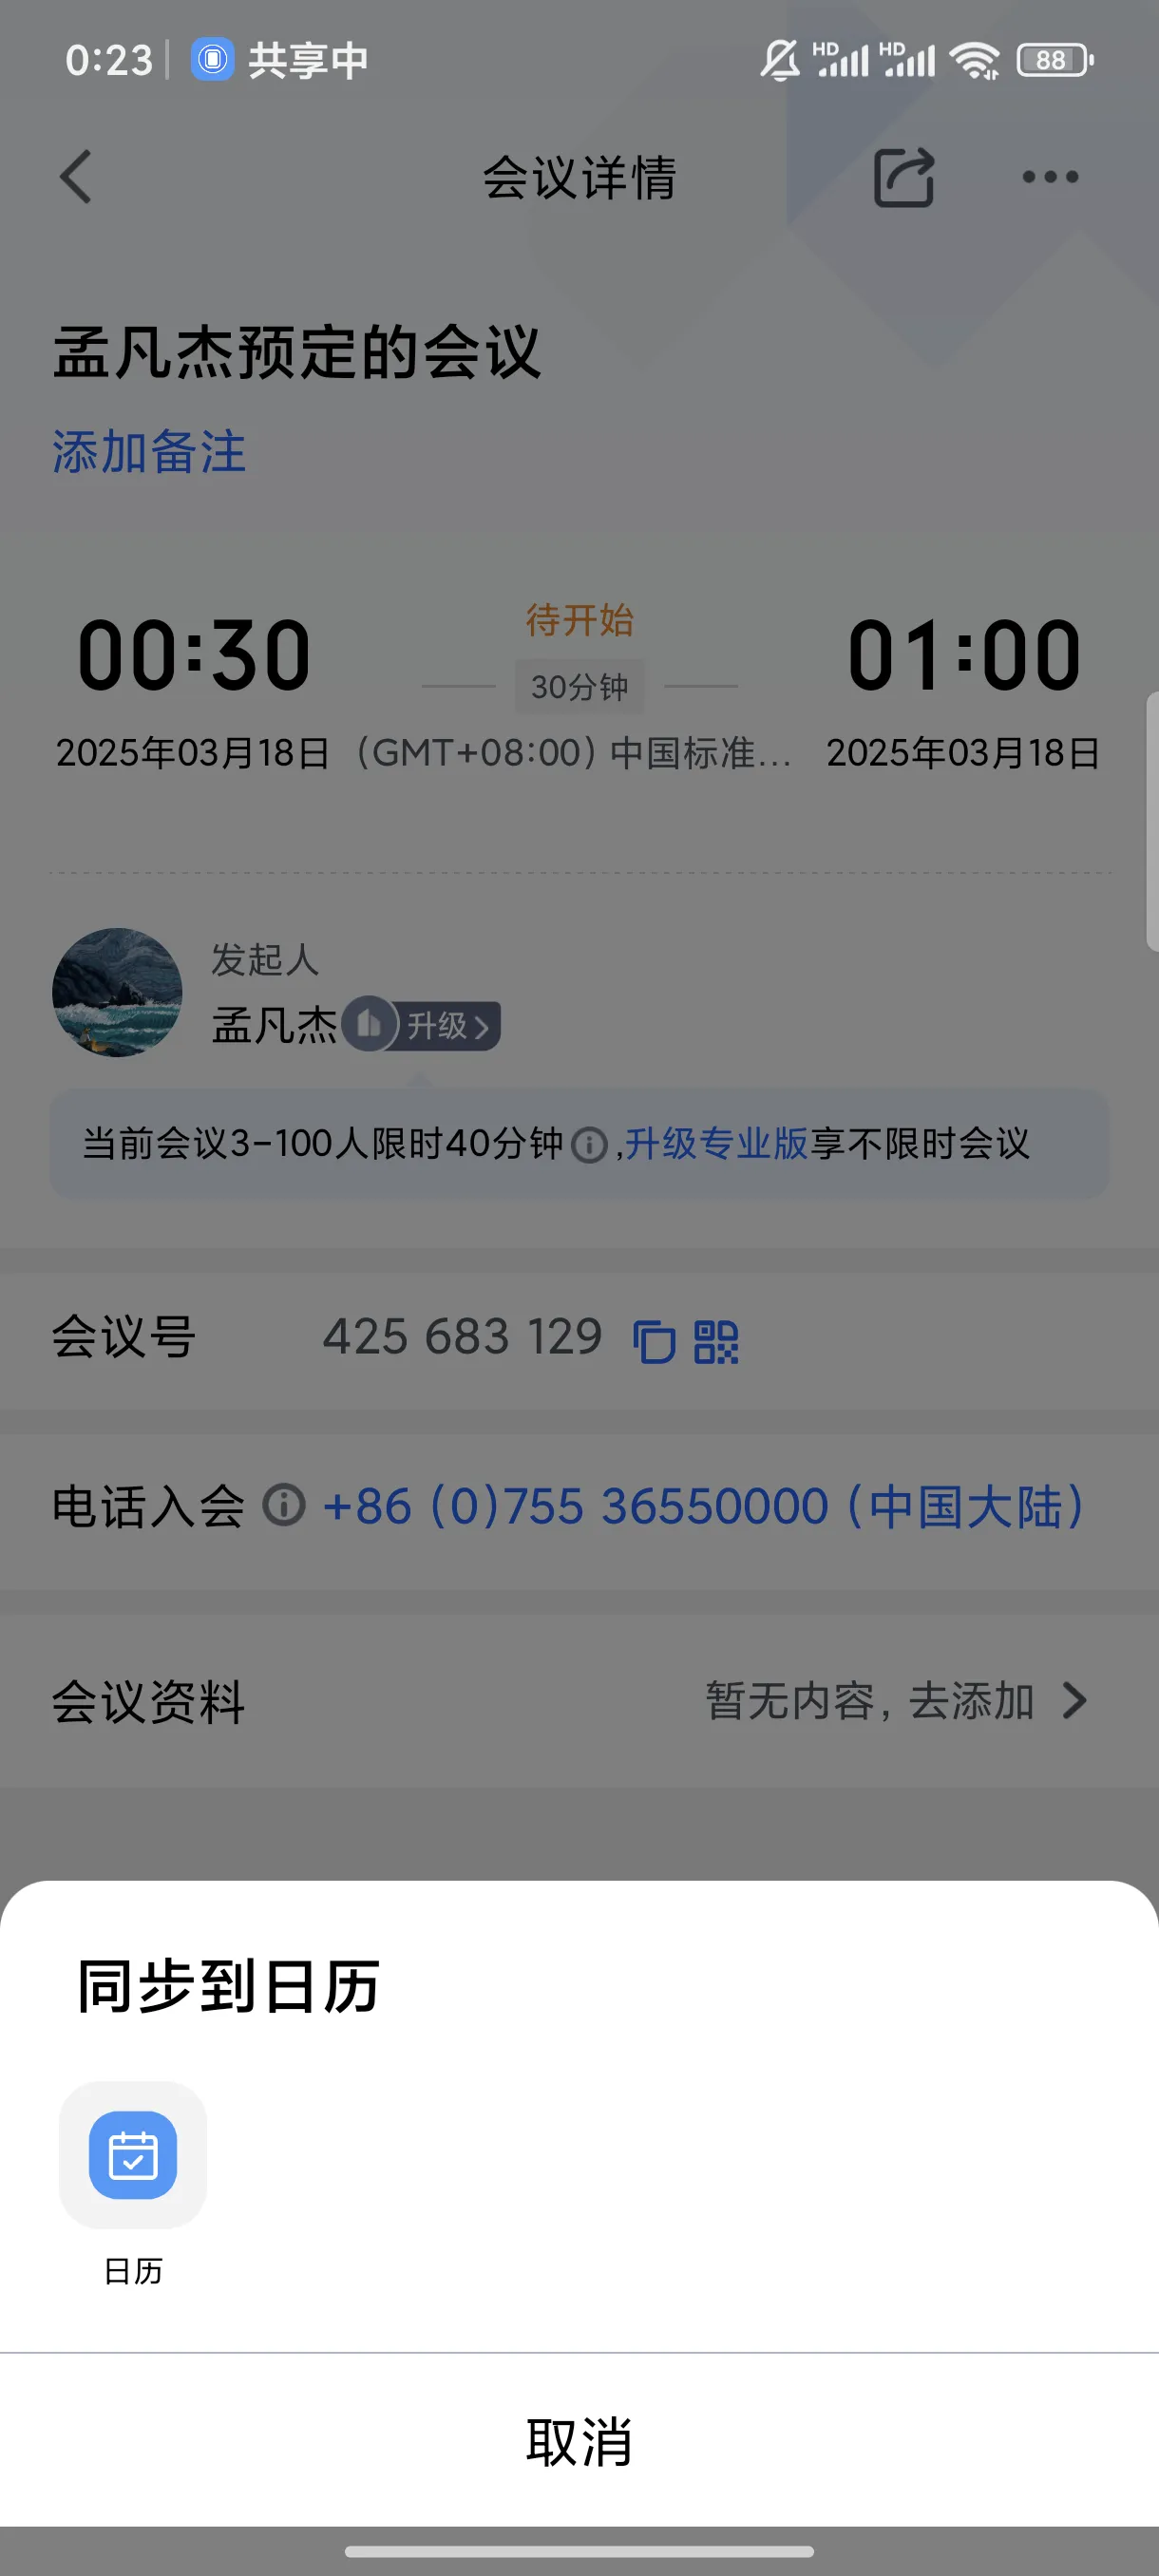 0:23 共享中 HD HD 88
会议详情
孟凡杰预定的会议
添加备注
00:30 待开始 01:00
30分钟
2025年03月18日 (GMT+08:00) 中国标准... 2025年03月18日
发起人
孟凡杰 升级
当前会议3-100人限时40分钟 ,升级专业版享不限时会议
会议号 425 683 129
电话入会 +86 (0)755 36550000 (中国大陆)
会议资料 暂无内容, 去添加
同步到日历
日历
取消